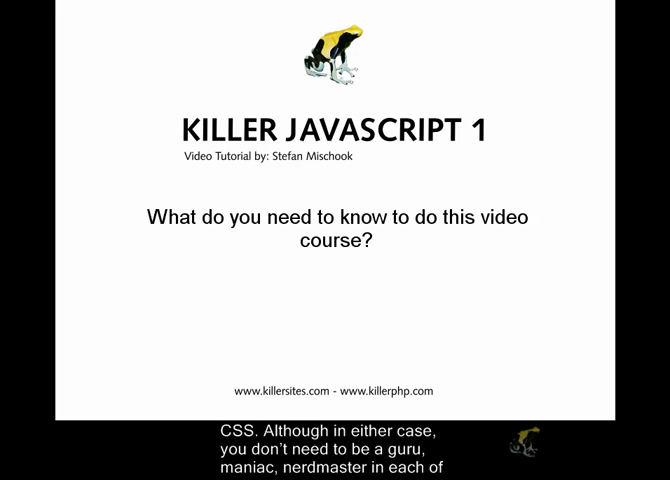 KILLER JAVASCRIPT 1
Video Tutorial by: Stefan Mischook
What do you need to know to do this video
course?
www.killersites.com - www.killerphp.com
CSS. Although in either case,
you don't need to be a guru,
maniac, nerdmaster in each of